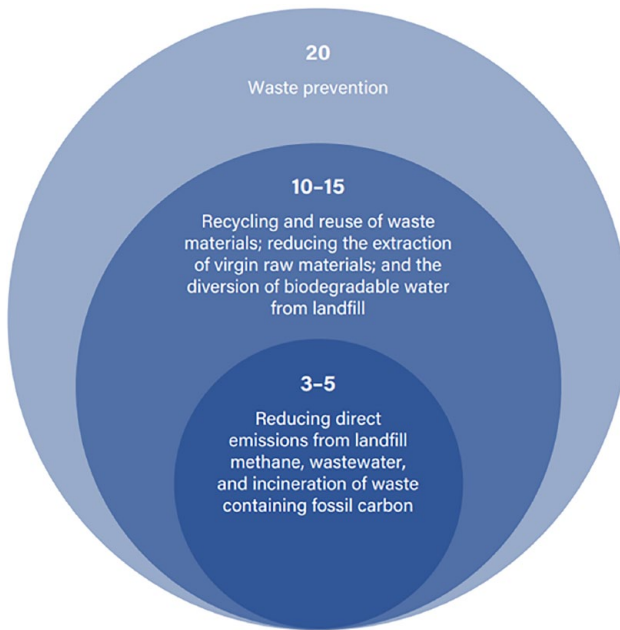 20
Waste prevention
10–15
Recycling and reuse of waste
materials; reducing the extraction
of virgin raw materials; and the
diversion of biodegradable water
from landfill
3–5
Reducing direct
emissions from landfill
methane, wastewater,
and incineration of waste
containing fossil carbon